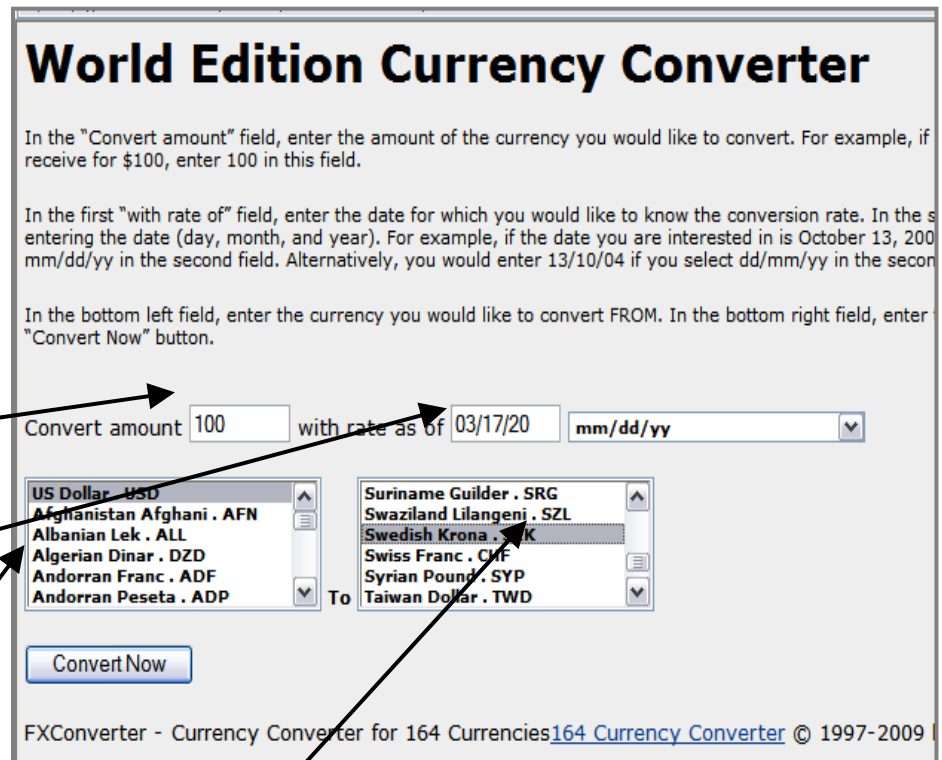 World Edition Currency Converter
In the "Convert amount" field, enter the amount of the currency you would like to convert. For example, if
receive for $100, enter 100 in this field.
In the first "with rate of" field, enter the date for which you would like to know the conversion rate. In the
entering the date (day, month, and year). For example, if the date you are interested in is October 13, 200
mm/dd/yy in the second field. Alternatively, you would enter 13/10/04 if you select dd/mm/yy in the secon
In the bottom left field, enter the currency you would like to convert FROM. In the bottom right field, enter
"Convert Now" button.
Convert amount 100 with rate as of 03/17/20 mm/dd/yy
US Dollar . USD
Afghanistan Afghani . AFN
Albanian Lek . ALL
Algerian Dinar . DZD
Andorran Franc . ADF
Andorran Peseta . ADP
To
Suriname Guilder . SRG
Swaziland Lilangeni . SZL
Swedish Krona . SEK
Swiss Franc . CHF
Syrian Pound . SYP
Taiwan Dollar . TWD
Convert Now
FXConverter - Currency Converter for 164 Currencies164 Currency Converter © 1997-2009